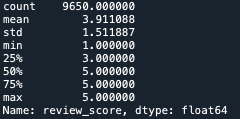 count    9650.000000
mean        3.911088
std         1.511887
min         1.000000
25%         3.000000
50%         5.000000
75%         5.000000
max         5.000000
Name: review_score, dtype: float64